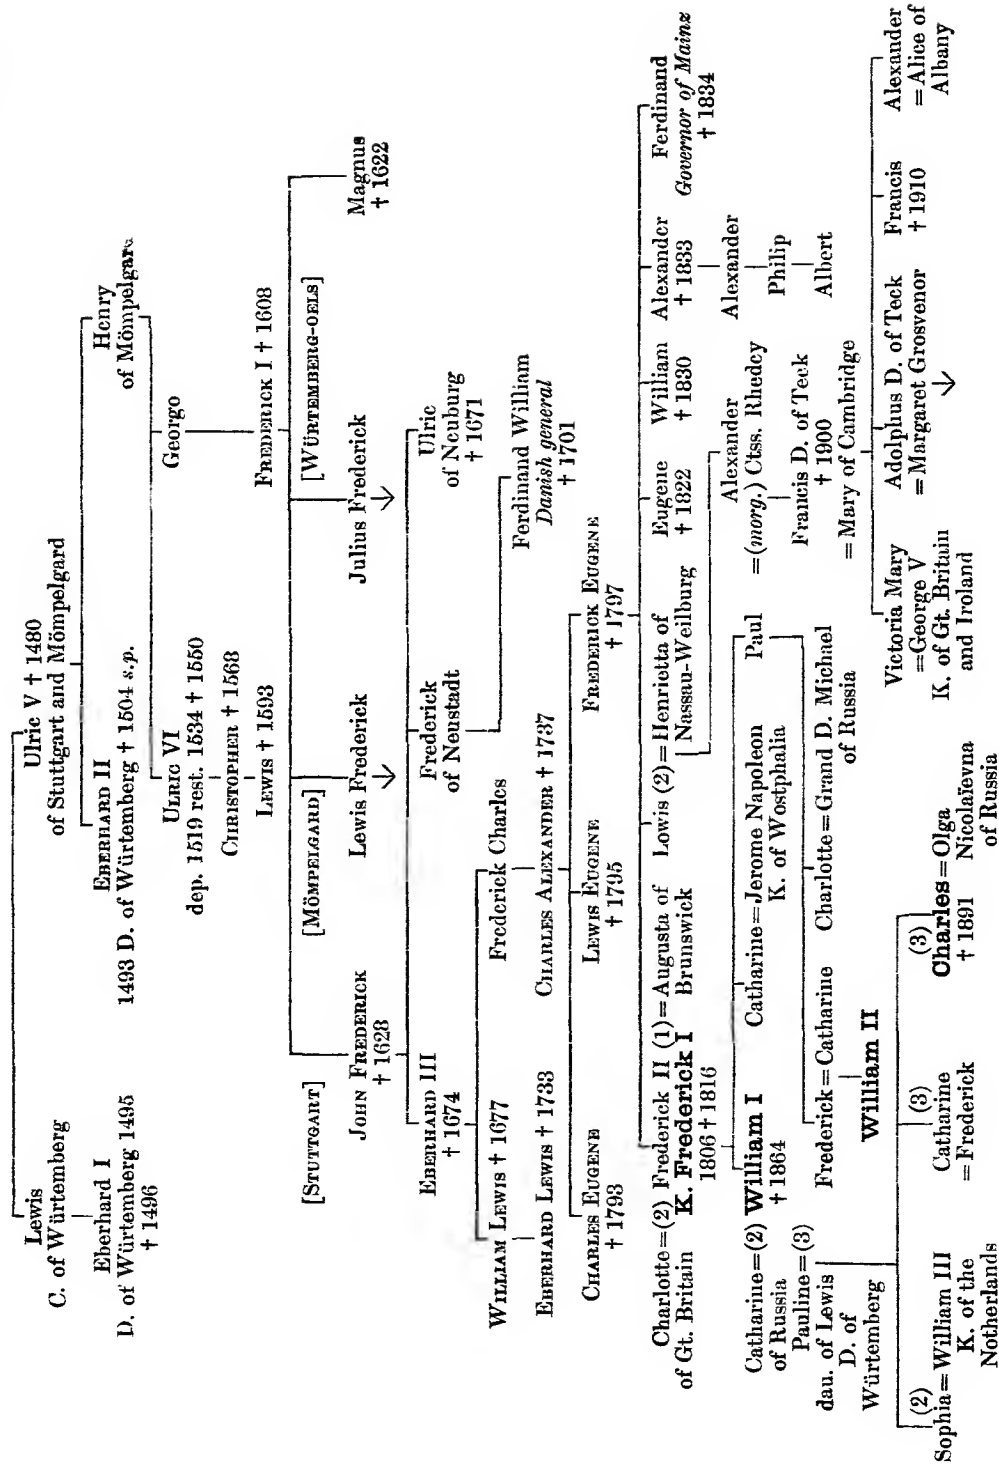 Lewis
C. of Würtemberg
Eberhard I
D. of Würtemberg 1495
† 1496
Ulric V † 1480
of Stuttgart and Mömpelgard
EBERHARD II
1493 D. of Würtemberg † 1504 s.p.
Henry
of Mömpelgard
ULRIC VI
dep. 1519 rest. 1534 † 1550
CHRISTOPHER † 1568
LEWIS † 1593
Georgo
FREDERICK I † 1608
[STUTTGART]
[MÖMPELGARD]
[WÜRTEMBERG-OELS]
JOHN FREDERICK
† 1628
Lewis Frederick
Julius Frederick
Magnus
† 1622
EBERHARD III
† 1674
Frederick
of Neustadt
Ulric
of Neuburg
† 1671
Ferdinand William
Danish general
† 1701
WILLIAM LEWIS † 1677
Frederick Charles
EBERHARD LEWIS † 1733
CHARLES ALEXANDER † 1737
CHARLES EUGENE
† 1793
LEWIS EUGENE
† 1795
FREDERICK EUGENE
† 1797
Charlotte=(2) Frederick II (1)=Augusta of
of Gt. Britain K. Frederick I Brunswick
1806 † 1816
Lowis (2)=Henrietta of
Nassau-Weilburg
Eugene
† 1822
William
† 1830
Alexander
† 1833
Ferdinand
Governor of Mainz
† 1834
Alexander
Philip
Albert
Alexander
=(morg.) Ctss. Rhedcy
Francis D. of Teck
† 1900
=Mary of Cambridge
Catharine=(2) William I
of Russia † 1864
Pauline=(3)
dau. of Lewis
D. of
Würtemberg
Catharine=Jerome Napoleon
K. of Wostphalia
Paul
Frederick=Catharine
Charlotte=Grand D. Michael
of Russia
William II
(2)
Sophia=William III
K. of the
Notherlands
(3)
Catharine
=Frederick
(3)
Charles=Olga
† 1891 Nicolaïevna
of Russia
Victoria Mary
=George V
K. of Gt. Britain
and Iroland
Adolphus D. of Teck
=Margaret Grosvenor
Francis
† 1910
Alexander
=Alice of
Albany